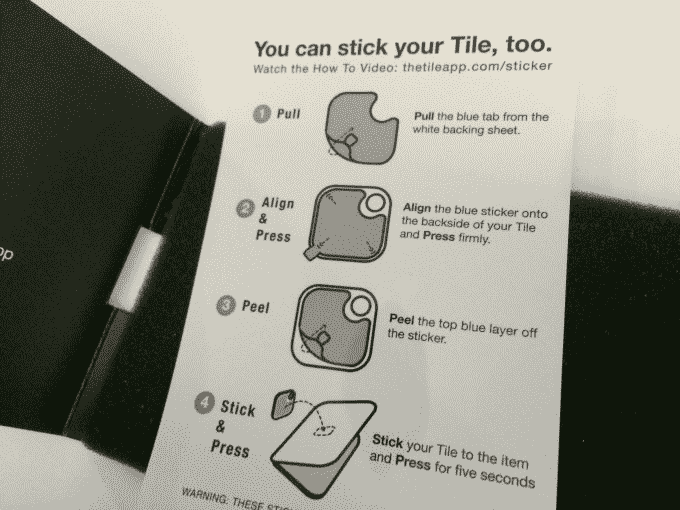 You can stick your Tile, too.
Watch the How To Video: thetileapp.com/sticker
1 Pull
Pull the blue tab from the
white backing sheet.
2 Align
&
Press
Align the blue sticker onto
the backside of your Tile
and Press firmly.
3 Peel
Peel the top blue layer off
the sticker.
4 Stick
&
Press
Stick your Tile to the item
and Press for five seconds
WARNING: THESE